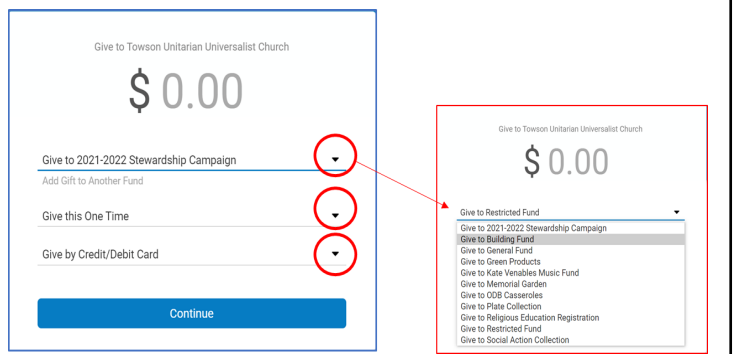 Give to Towson Unitarian Universalist Church
$ 0.00
Give to 2021-2022 Stewardship Campaign
Add Gift to Another Fund
Give this One Time
Give by Credit/Debit Card
Continue
Give to Towson Unitarian Universalist Church
$ 0.00
Give to Restricted Fund
Give to 2021-2022 Stewardship Campaign
Give to Building Fund
Give to General Fund
Give to Green Products
Give to Kate Venables Music Fund
Give to Memorial Garden
Give to ODB Casseroles
Give to Plate Collection
Give to Religious Education Registration
Give to Restricted Fund
Give to Social Action Collection